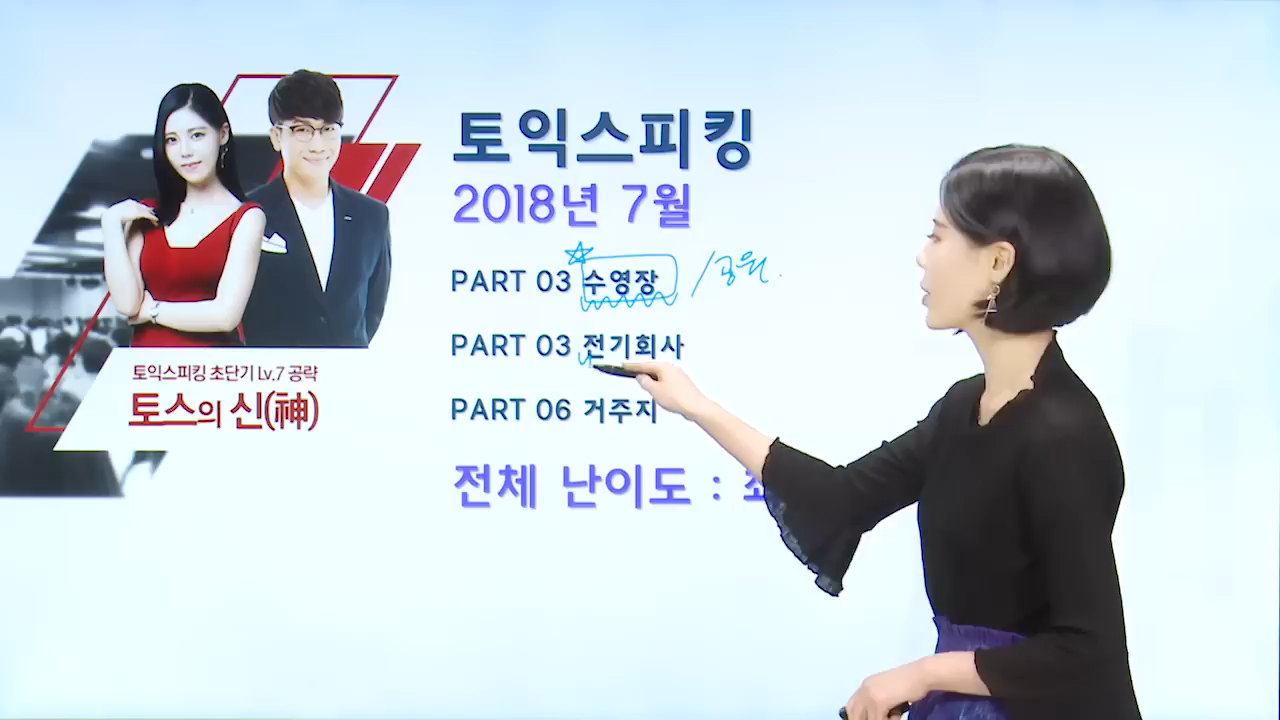 토익스피킹
2018년 7월
PART 03 수영장 /공원.
PART 03 전기회사
PART 06 거주지
전체 난이도 :
토익스피킹 초단기 Lv.7 공략
토스의 신(神)